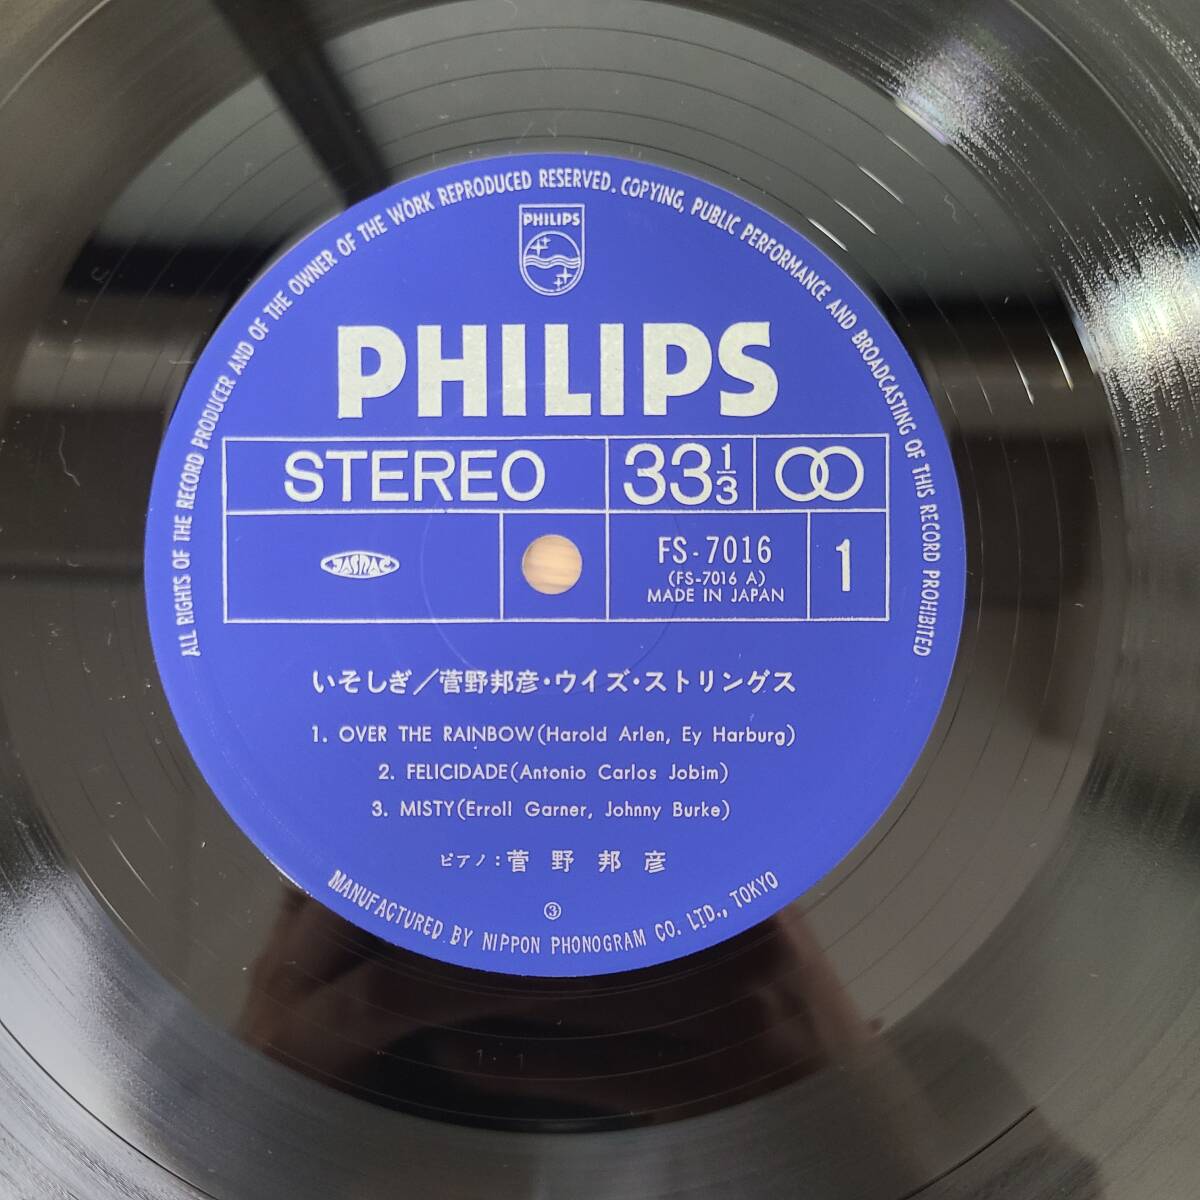 ALL RIGHTS OF THE RECORD PRODUCER AND OF THE OWNER OF THE WORK REPRODUCED RESERVED. COPYING, PUBLIC PERFORMANCE AND BROADCASTING OF THIS RECORD PROHIBITED
PHILIPS
PHILIPS
STEREO
33 1/3
JASRAC
FS-7016
(FS-7016 A)
MADE IN JAPAN
1
いそしぎ/菅野邦彦・ウイズ・ストリングス
1. OVER THE RAINBOW(Harold Arlen, Ey Harburg)
2. FELICIDADE(Antonio Carlos Jobim)
3. MISTY(Erroll Garner, Johnny Burke)
ピアノ:菅野邦彦
③
MANUFACTURED BY NIPPON PHONOGRAM CO. LTD., TOKYO